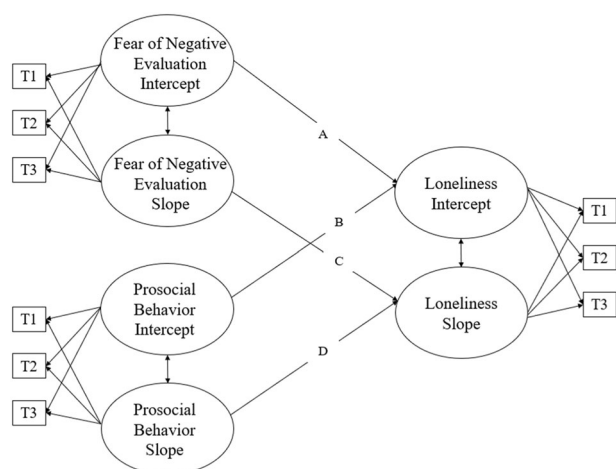 Fear of Negative
Evaluation
Intercept
T1
T2
T3
Fear of Negative
Evaluation
Slope
A
B
C
D
Prosocial
Behavior
Intercept
T1
T2
T3
Prosocial
Behavior
Slope
Loneliness
Intercept
Loneliness
Slope
T1
T2
T3